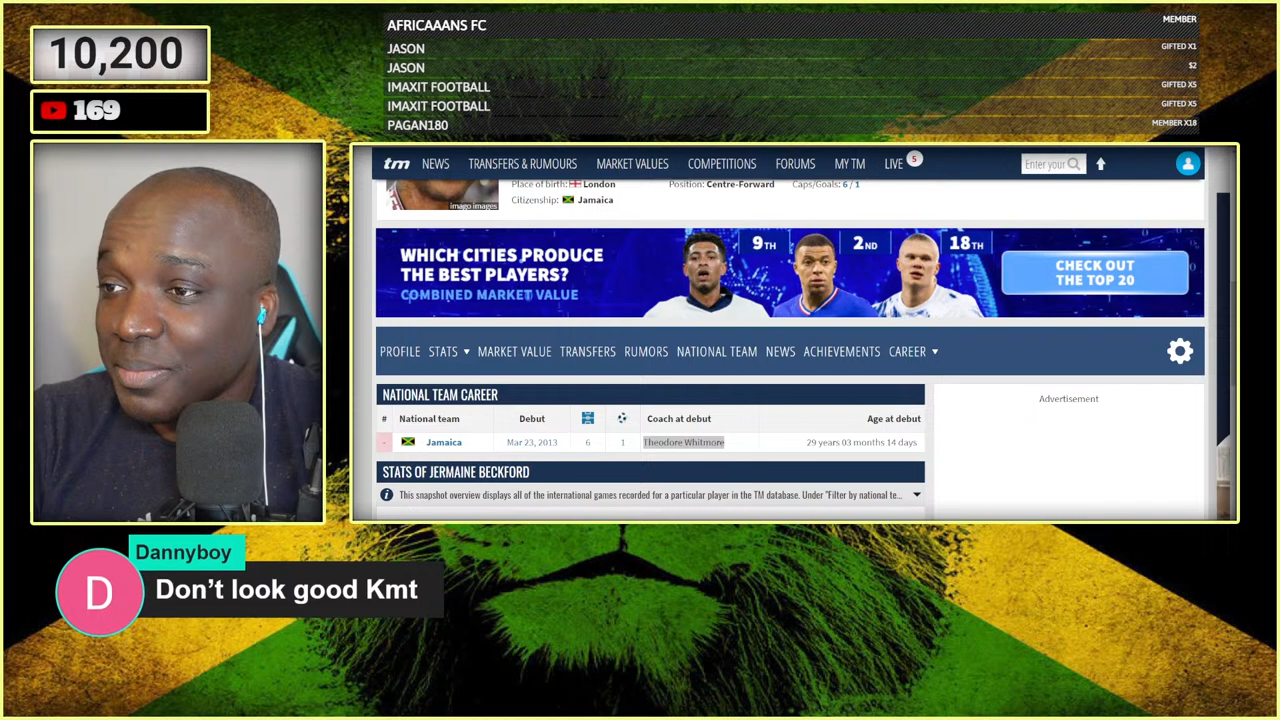 10,200
169
AFRICAAANS FC MEMBER
JASON GIFTED X1
JASON $2
IMAXIT FOOTBALL GIFTED X5
IMAXIT FOOTBALL GIFTED X5
PAGAN180 MEMBER X18
tm NEWS TRANSFERS & RUMOURS MARKET VALUES COMPETITIONS FORUMS MY TM LIVE 5 Enter your
Place of birth: London Position: Centre-Forward Caps/Goals: 6 / 1
imago images
Citizenship: Jamaica
WHICH CITIES PRODUCE
THE BEST PLAYERS?
COMBINED MARKET VALUE
9TH 2ND 18TH
CHECK OUT
THE TOP 20
PROFILE STATS MARKET VALUE TRANSFERS RUMORS NATIONAL TEAM NEWS ACHIEVEMENTS CAREER
NATIONAL TEAM CAREER
# National team Debut Coach at debut Age at debut
- Jamaica Mar 23, 2013 6 1 Theodore Whitmore 29 years 03 months 14 days
STATS OF JERMAINE BECKFORD
This snapshot overview displays all of the international games recorded for a particular player in the TM database. Under "Filter by national te...
Advertisement
Dannyboy
D
Don't look good Kmt